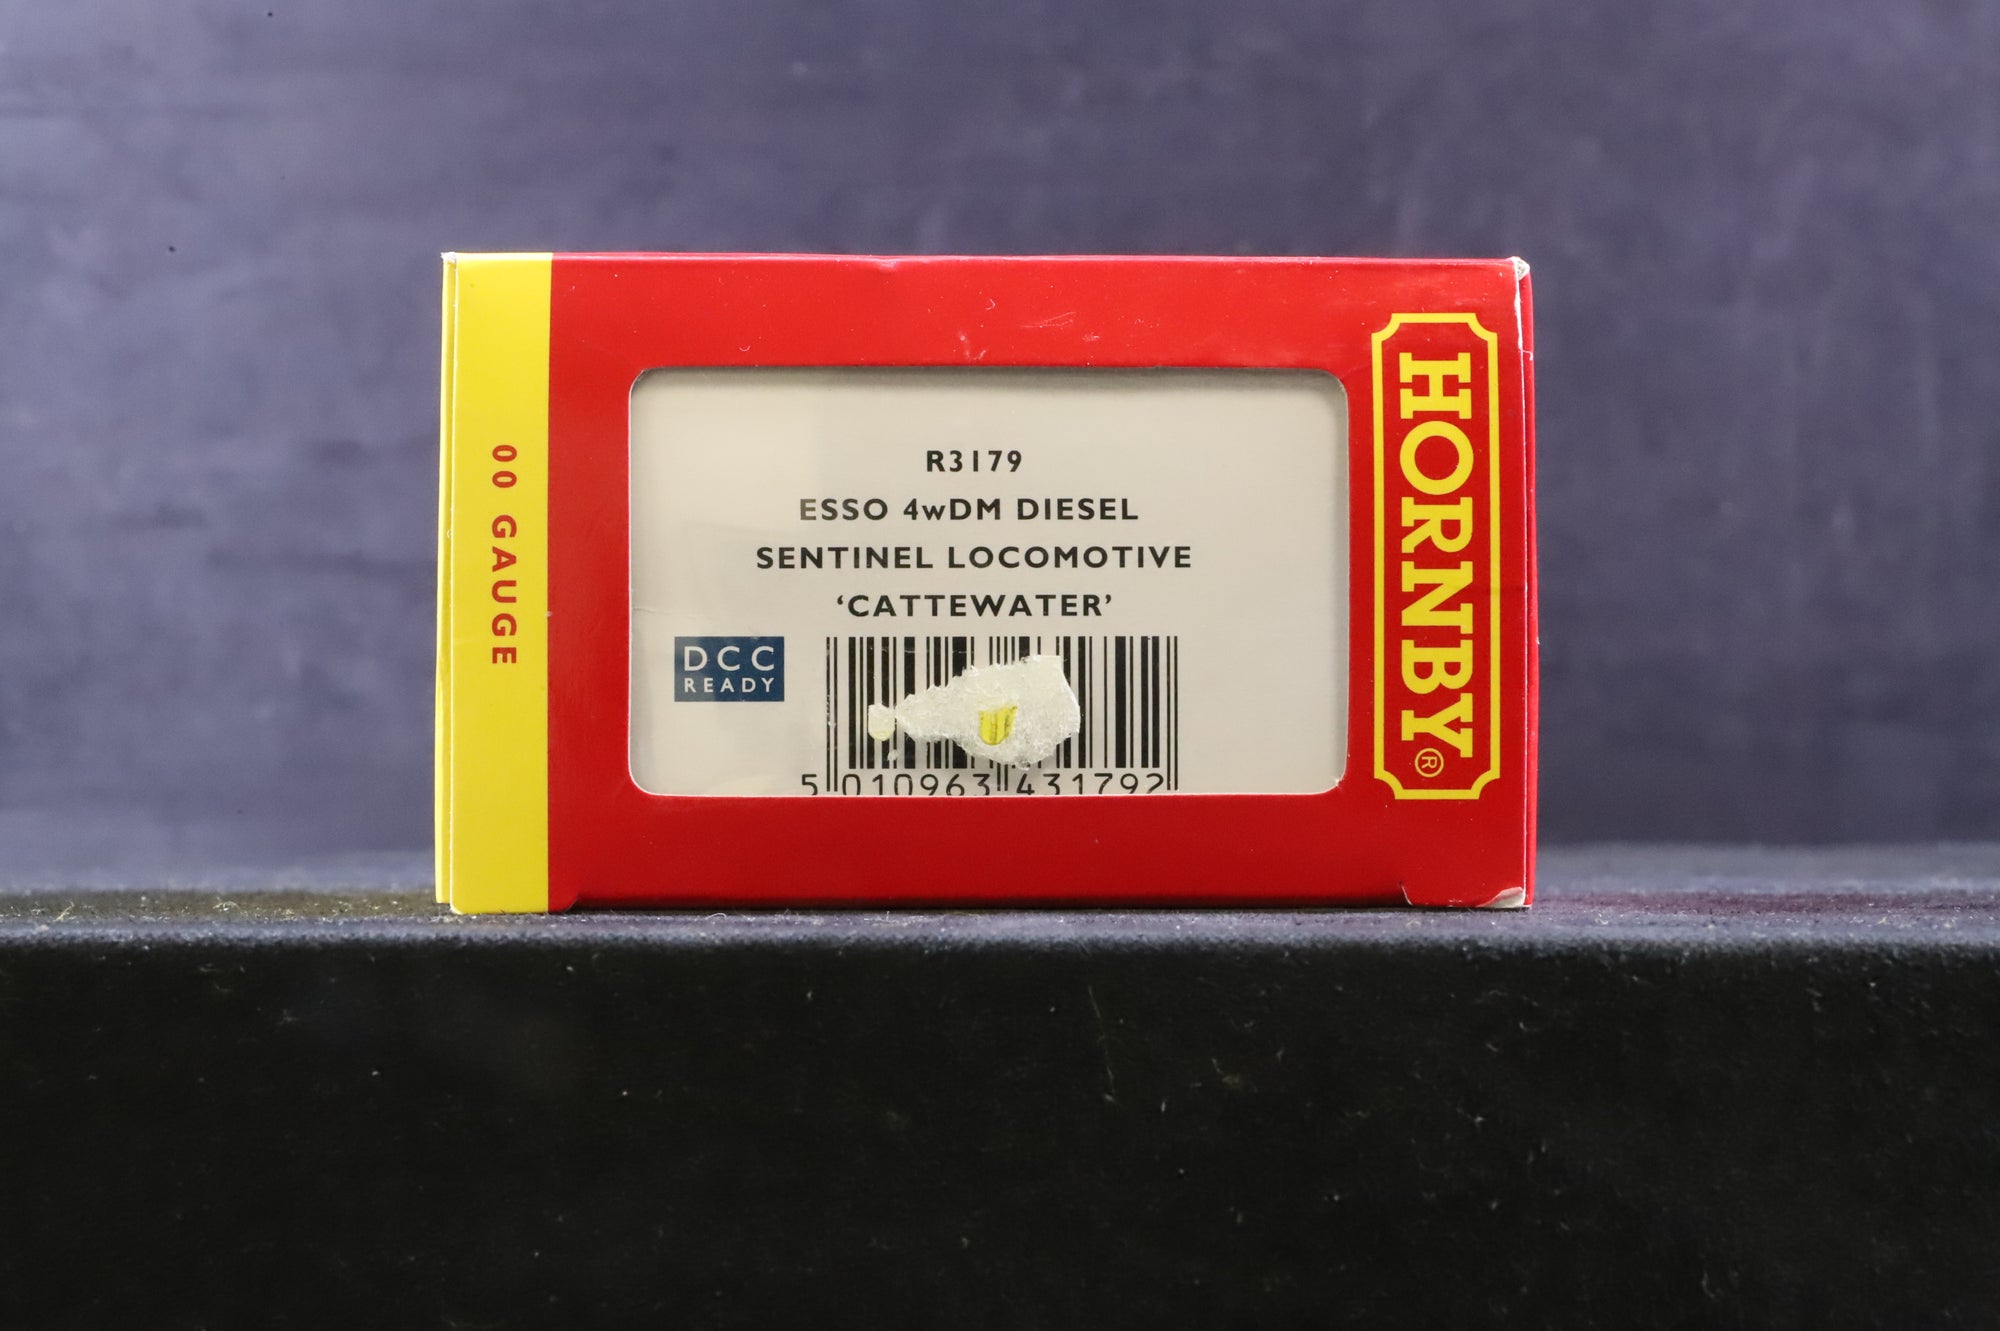 00 GAUGE
R3179
ESSO 4wDM DIESEL
SENTINEL LOCOMOTIVE
‘CATTEWATER’
DCC
READY
5 010963 431792
HORNBY®